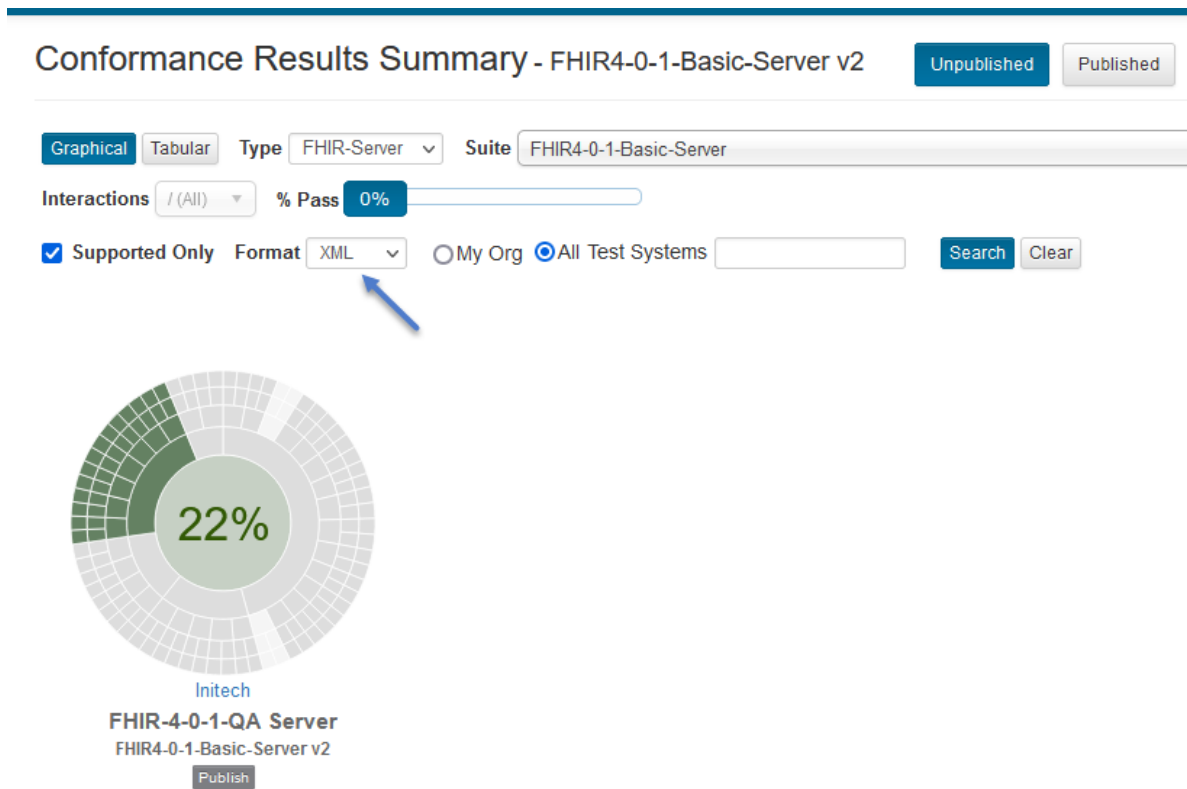 Conformance Results Summary - FHIR4-0-1-Basic-Server v2 Unpublished Published
Graphical Tabular Type FHIR-Server Suite FHIR4-0-1-Basic-Server
Interactions / (All) % Pass 0%
Supported Only Format XML My Org All Test Systems Search Clear
22%
Initech
FHIR-4-0-1-QA Server
FHIR4-0-1-Basic-Server v2
Publish